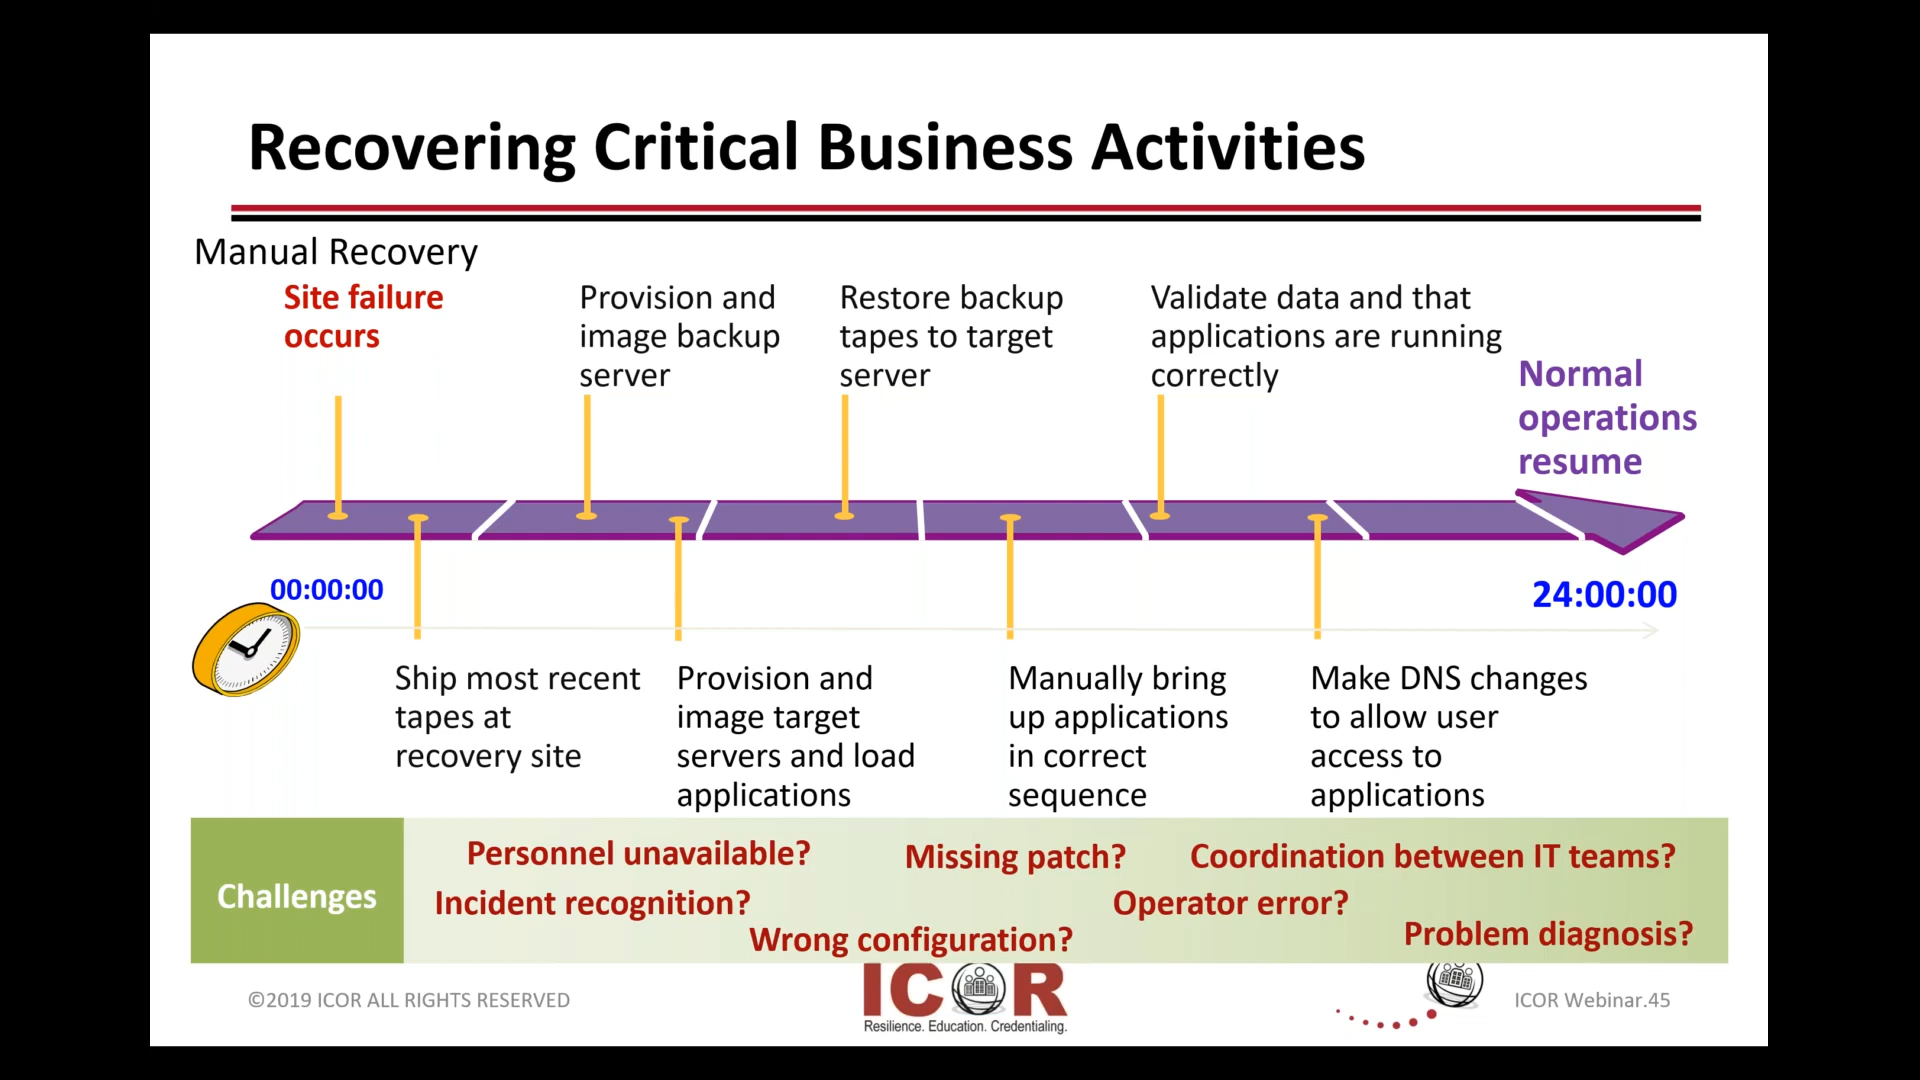 Recovering Critical Business Activities
Manual Recovery
Site failure
occurs
Provision and
image backup
server
Restore backup
tapes to target
server
Validate data and that
applications are running
correctly
Normal
operations
resume
00:00:00
24:00:00
Ship most recent
tapes at
recovery site
Provision and
image target
servers and load
applications
Manually bring
up applications
in correct
sequence
Make DNS changes
to allow user
access to
applications
Challenges
Personnel unavailable?
Missing patch?
Coordination between IT teams?
Incident recognition?
Operator error?
Wrong configuration?
Problem diagnosis?
©2019 ICOR ALL RIGHTS RESERVED
ICOR
Resilience. Education. Credentialing.
ICOR Webinar.45